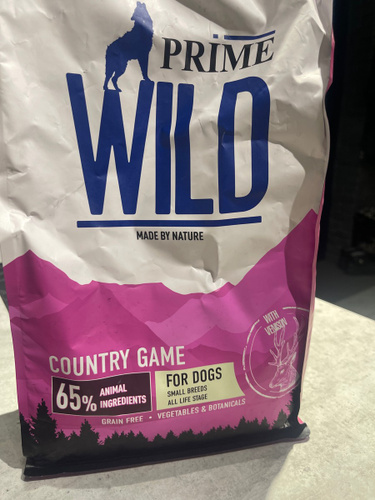 PRIME
WILD
MADE BY NATURE
WITH
VENISON
COUNTRY GAME
65% ANIMAL
INGREDIENTS
FOR DOGS
SMALL BREEDS
ALL LIFE STAGE
GRAIN FREE • VEGETABLES & BOTANICALS